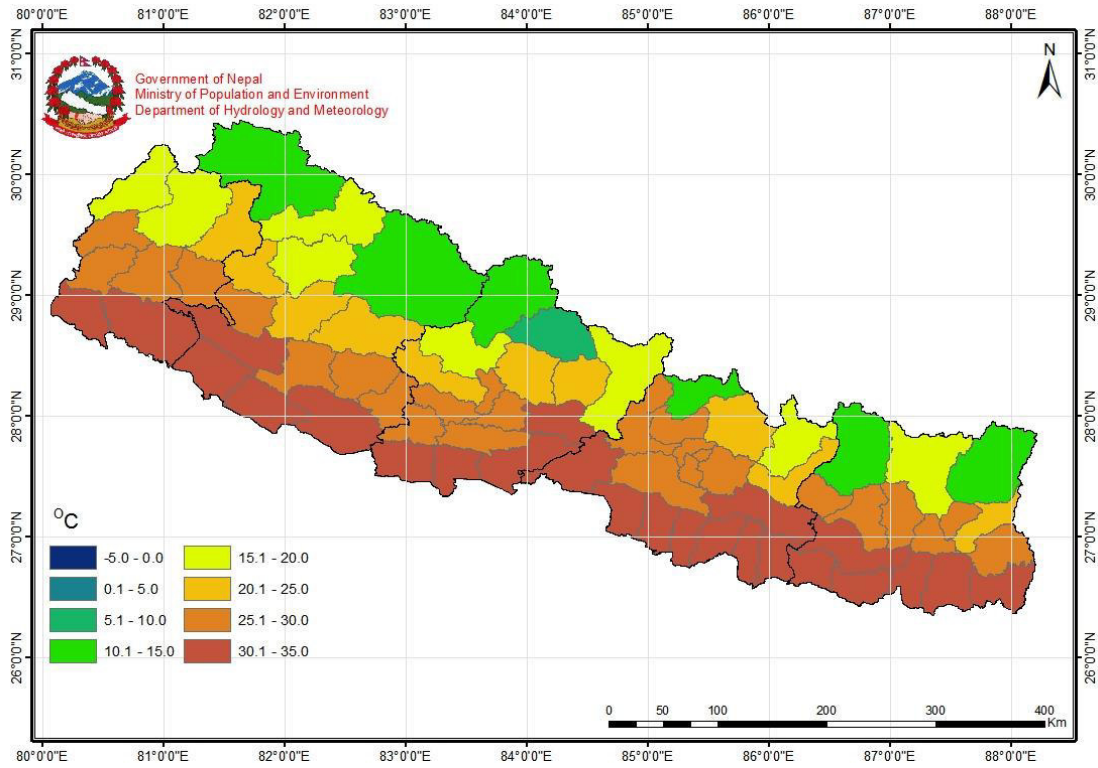 80°0'0"E 81°0'0"E 82°0'0"E 83°0'0"E 84°0'0"E 85°0'0"E 86°0'0"E 87°0'0"E 88°0'0"E
31°0'0"N
31°0'0"N
Government of Nepal
Ministry of Population and Environment
Department of Hydrology and Meteorology
N
30°0'0"N
30°0'0"N
29°0'0"N
29°0'0"N
28°0'0"N
28°0'0"N
27°0'0"N
27°0'0"N
°C
-5.0 - 0.0
0.1 - 5.0
5.1 - 10.0
10.1 - 15.0
15.1 - 20.0
20.1 - 25.0
25.1 - 30.0
30.1 - 35.0
26°0'0"N
26°0'0"N
0 50 100 200 300 400
Km
80°0'0"E 81°0'0"E 82°0'0"E 83°0'0"E 84°0'0"E 85°0'0"E 86°0'0"E 87°0'0"E 88°0'0"E